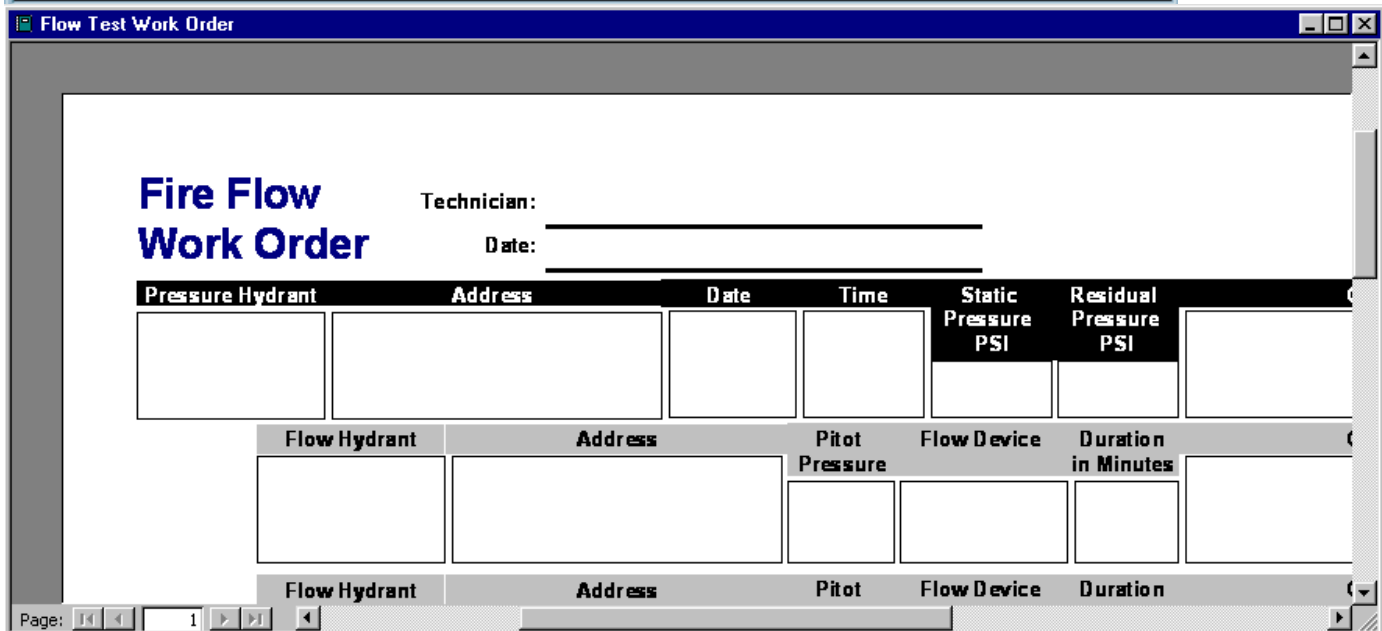 Flow Test Work Order
Fire Flow
Work Order
Technician:
Date:
Pressure Hydrant Address Date Time Static Pressure PSI Residual Pressure PSI
Flow Hydrant Address Pitot Pressure Flow Device Duration in Minutes
Flow Hydrant Address Pitot Flow Device Duration
Page: 1